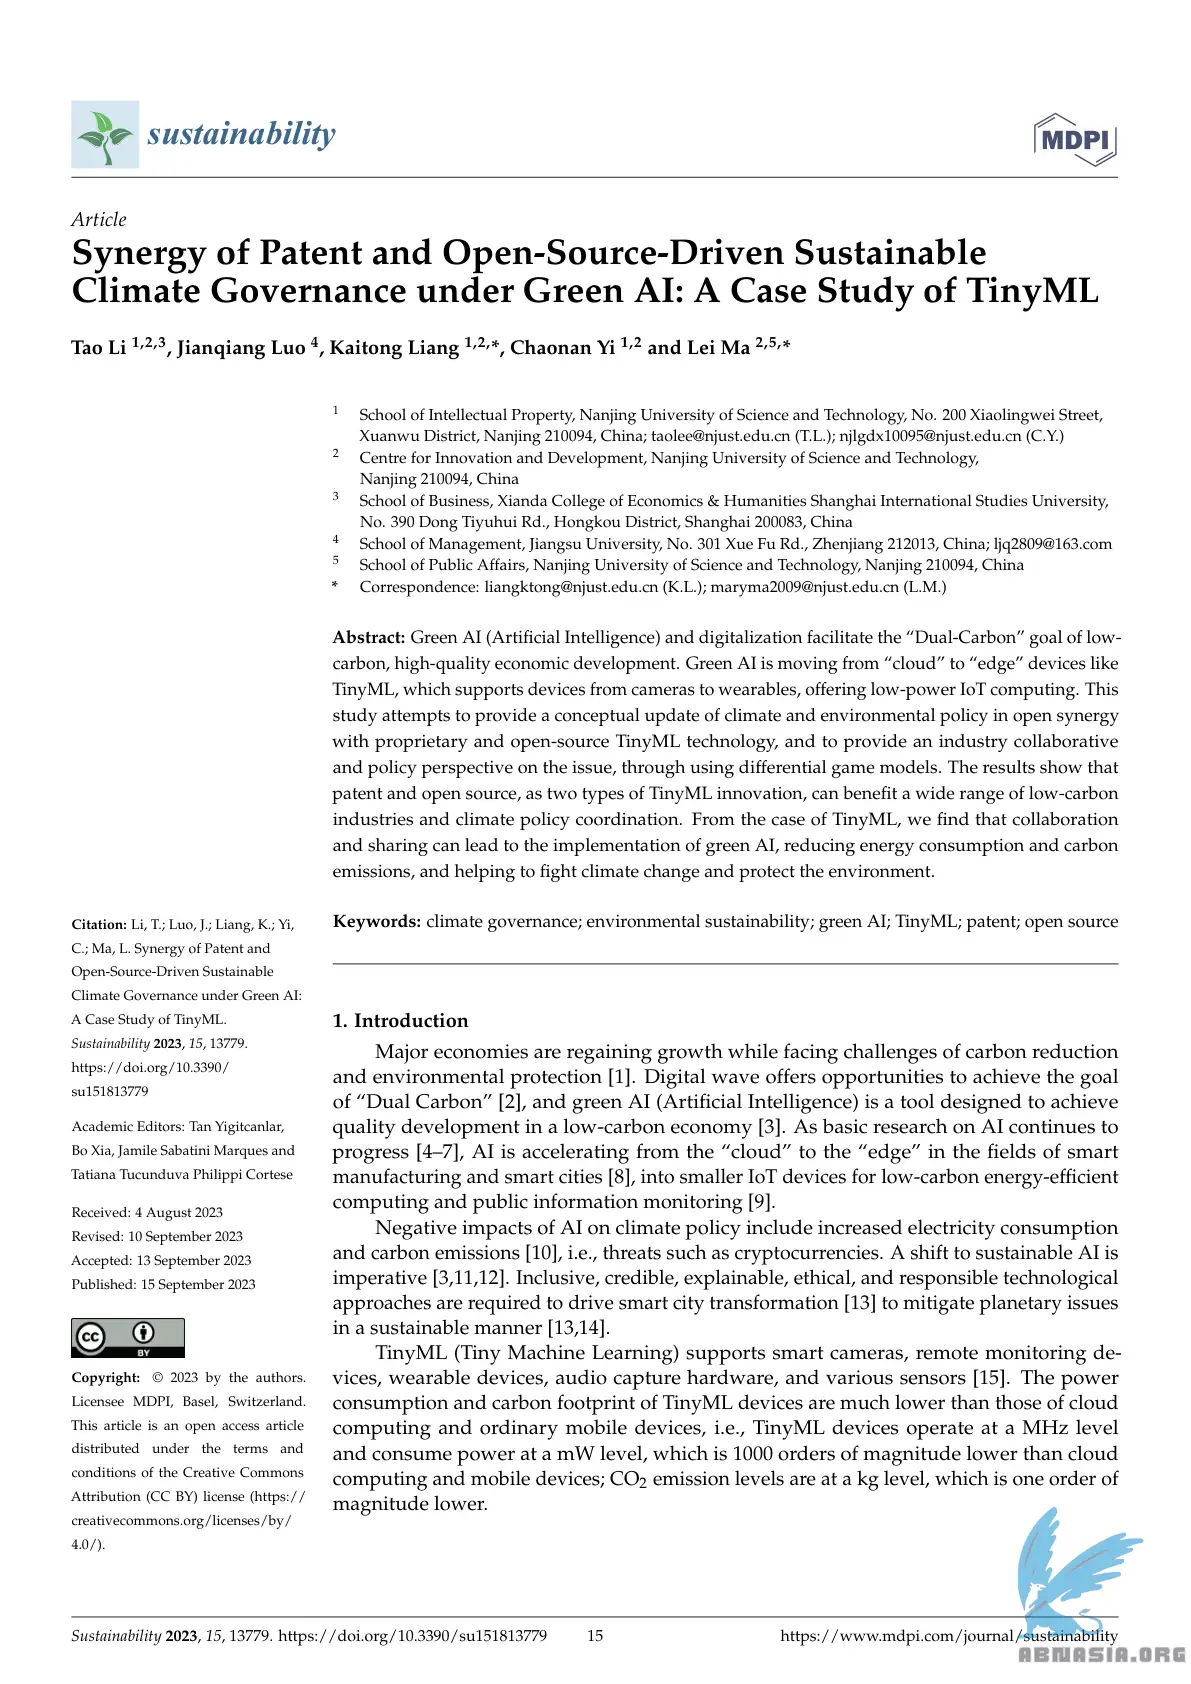 sustainability
MDPI
Article
Synergy of Patent and Open-Source-Driven Sustainable
Climate Governance under Green AI: A Case Study of TinyML
Tao Li 1,2,3, Jianqiang Luo 4, Kaitong Liang 1,2,*, Chaonan Yi 1,2 and Lei Ma 2,5,*
1 School of Intellectual Property, Nanjing University of Science and Technology, No. 200 Xiaolingwei Street,
Xuanwu District, Nanjing 210094, China; taolee@njust.edu.cn (T.L.); njlgdx10095@njust.edu.cn (C.Y.)
2 Centre for Innovation and Development, Nanjing University of Science and Technology,
Nanjing 210094, China
3 School of Business, Xianda College of Economics & Humanities Shanghai International Studies University,
No. 390 Dong Tiyuhui Rd., Hongkou District, Shanghai 200083, China
4 School of Management, Jiangsu University, No. 301 Xue Fu Rd., Zhenjiang 212013, China; ljq2809@163.com
5 School of Public Affairs, Nanjing University of Science and Technology, Nanjing 210094, China
* Correspondence: liangktong@njust.edu.cn (K.L.); maryma2009@njust.edu.cn (L.M.)
Abstract: Green AI (Artificial Intelligence) and digitalization facilitate the “Dual-Carbon” goal of low-
carbon, high-quality economic development. Green AI is moving from “cloud” to “edge” devices like
TinyML, which supports devices from cameras to wearables, offering low-power IoT computing. This
study attempts to provide a conceptual update of climate and environmental policy in open synergy
with proprietary and open-source TinyML technology, and to provide an industry collaborative
and policy perspective on the issue, through using differential game models. The results show that
patent and open source, as two types of TinyML innovation, can benefit a wide range of low-carbon
industries and climate policy coordination. From the case of TinyML, we find that collaboration
and sharing can lead to the implementation of green AI, reducing energy consumption and carbon
emissions, and helping to fight climate change and protect the environment.
Keywords: climate governance; environmental sustainability; green AI; TinyML; patent; open source
Citation: Li, T.; Luo, J.; Liang, K.; Yi,
C.; Ma, L. Synergy of Patent and
Open-Source-Driven Sustainable
Climate Governance under Green AI:
A Case Study of TinyML.
Sustainability 2023, 15, 13779.
https://doi.org/10.3390/
su151813779
Academic Editors: Tan Yigitcanlar,
Bo Xia, Jamile Sabatini Marques and
Tatiana Tucunduva Philippi Cortese
Received: 4 August 2023
Revised: 10 September 2023
Accepted: 13 September 2023
Published: 15 September 2023
cc
BY
Copyright: © 2023 by the authors.
Licensee MDPI, Basel, Switzerland.
This article is an open access article
distributed under the terms and
conditions of the Creative Commons
Attribution (CC BY) license (https://
creativecommons.org/licenses/by/
4.0/).
1. Introduction
Major economies are regaining growth while facing challenges of carbon reduction
and environmental protection [1]. Digital wave offers opportunities to achieve the goal
of “Dual Carbon” [2], and green AI (Artificial Intelligence) is a tool designed to achieve
quality development in a low-carbon economy [3]. As basic research on AI continues to
progress [4–7], AI is accelerating from the “cloud” to the “edge” in the fields of smart
manufacturing and smart cities [8], into smaller IoT devices for low-carbon energy-efficient
computing and public information monitoring [9].
Negative impacts of AI on climate policy include increased electricity consumption
and carbon emissions [10], i.e., threats such as cryptocurrencies. A shift to sustainable AI is
imperative [3,11,12]. Inclusive, credible, explainable, ethical, and responsible technological
approaches are required to drive smart city transformation [13] to mitigate planetary issues
in a sustainable manner [13,14].
TinyML (Tiny Machine Learning) supports smart cameras, remote monitoring de-
vices, wearable devices, audio capture hardware, and various sensors [15]. The power
consumption and carbon footprint of TinyML devices are much lower than those of cloud
computing and ordinary mobile devices, i.e., TinyML devices operate at a MHz level
and consume power at a mW level, which is 1000 orders of magnitude lower than cloud
computing and mobile devices; CO2 emission levels are at a kg level, which is one order of
magnitude lower.
Sustainability 2023, 15, 13779. https://doi.org/10.3390/su151813779
15
https://www.mdpi.com/journal/sustainability
ABNASIA.ORG